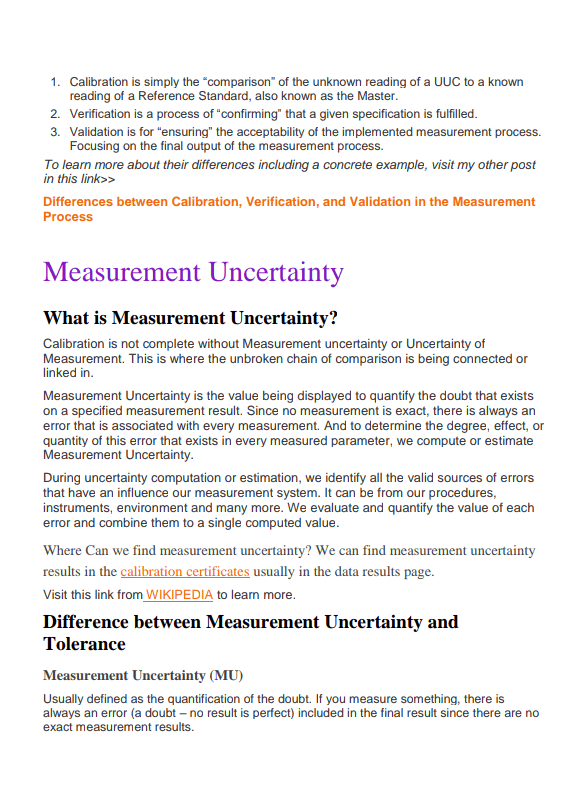 1. Calibration is simply the “comparison” of the unknown reading of a UUC to a known
reading of a Reference Standard, also known as the Master.
2. Verification is a process of “confirming” that a given specification is fulfilled.
3. Validation is for “ensuring” the acceptability of the implemented measurement process.
Focusing on the final output of the measurement process.
To learn more about their differences including a concrete example, visit my other post
in this link>>
Differences between Calibration, Verification, and Validation in the Measurement
Process
Measurement Uncertainty
What is Measurement Uncertainty?
Calibration is not complete without Measurement uncertainty or Uncertainty of
Measurement. This is where the unbroken chain of comparison is being connected or
linked in.
Measurement Uncertainty is the value being displayed to quantify the doubt that exists
on a specified measurement result. Since no measurement is exact, there is always an
error that is associated with every measurement. And to determine the degree, effect, or
quantity of this error that exists in every measured parameter, we compute or estimate
Measurement Uncertainty.
During uncertainty computation or estimation, we identify all the valid sources of errors
that have an influence our measurement system. It can be from our procedures,
instruments, environment and many more. We evaluate and quantify the value of each
error and combine them to a single computed value.
Where Can we find measurement uncertainty? We can find measurement uncertainty
results in the calibration certificates usually in the data results page.
Visit this link from WIKIPEDIA to learn more.
Difference between Measurement Uncertainty and
Tolerance
Measurement Uncertainty (MU)
Usually defined as the quantification of the doubt. If you measure something, there is
always an error (a doubt – no result is perfect) included in the final result since there are no
exact measurement results.